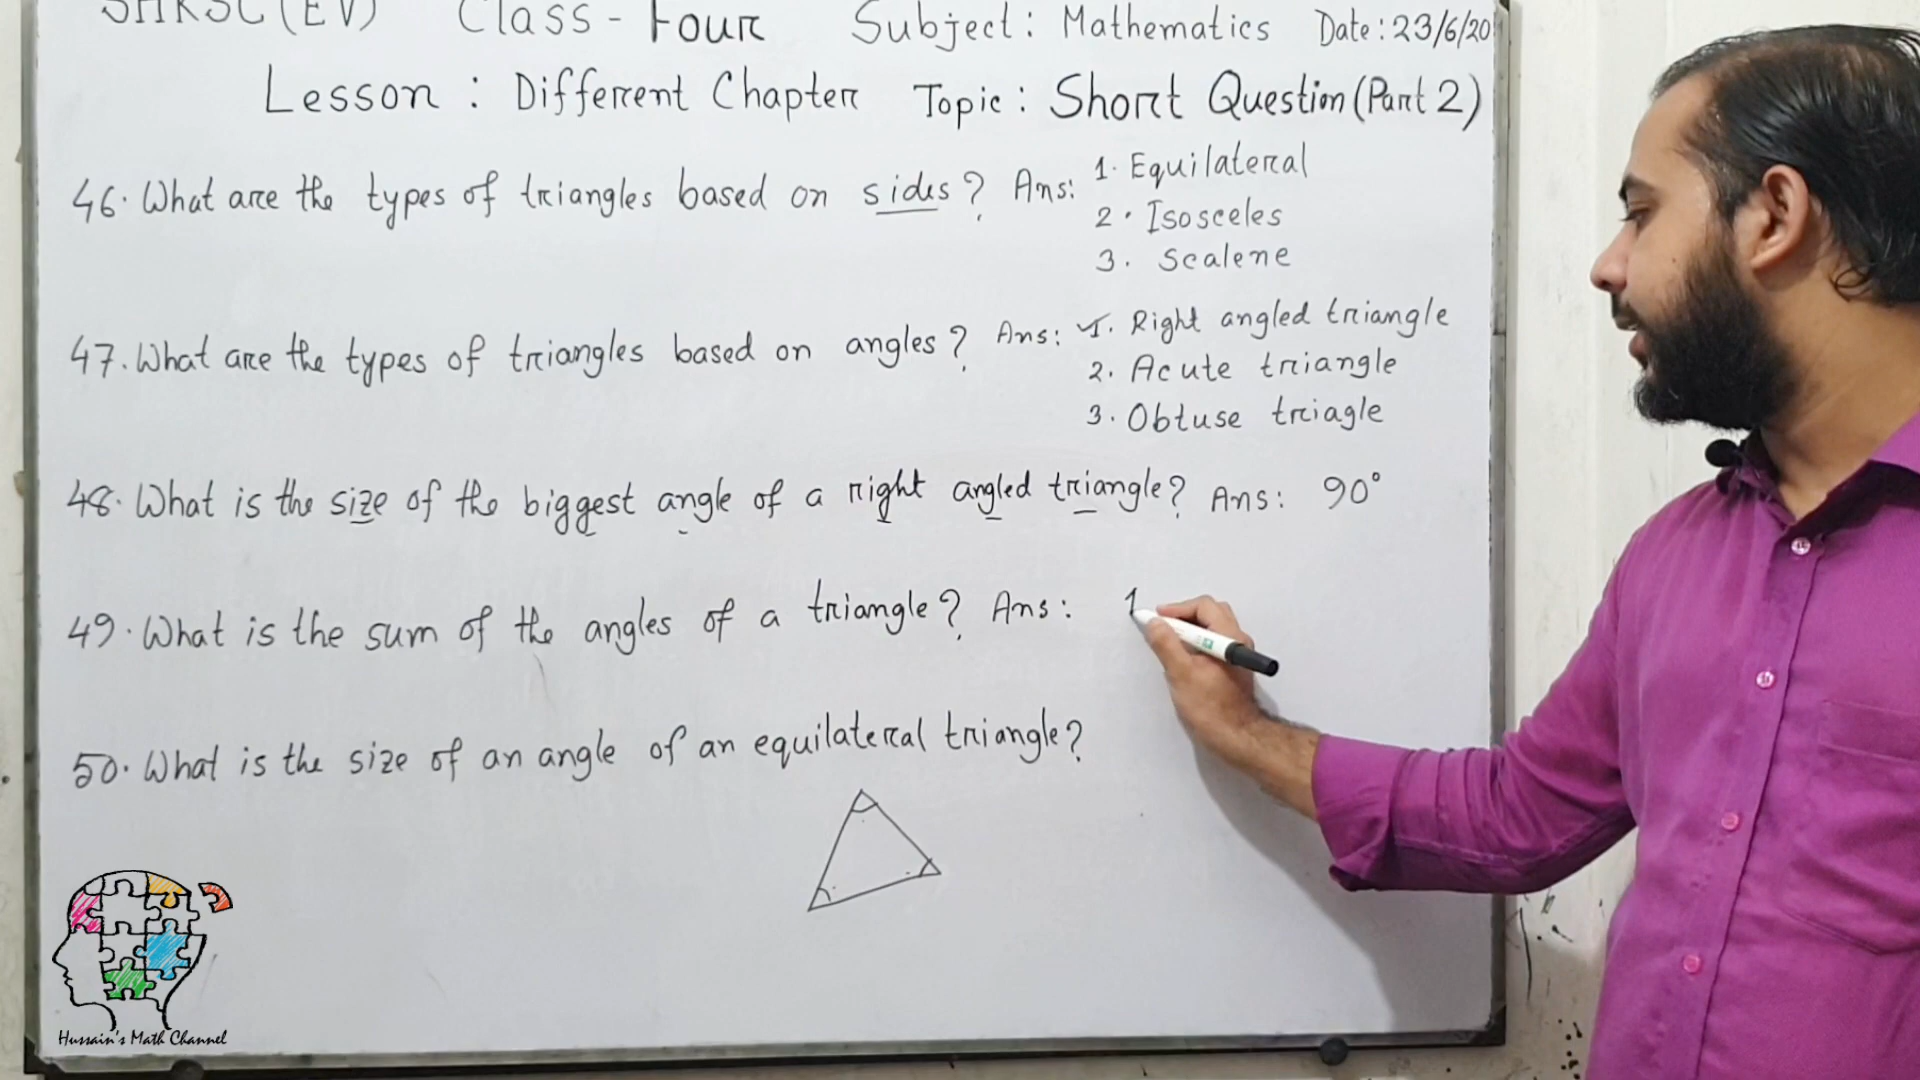 SHKSC (EV) Class - Four Subject: Mathematics Date: 23/6/20
Lesson: Different Chapter Topic: Short Question (Part 2)
46. What are the types of triangles based on sides? Ans: 1. Equilateral
2. Isosceles
3. Scalene
47. What are the types of triangles based on angles? Ans: 1. Right angled triangle
2. Acute triangle
3. Obtuse triagle
48. What is the size of the biggest angle of a right angled triangle? Ans: 90°
49. What is the sum of the angles of a triangle? Ans: 1
50. What is the size of an angle of an equilateral triangle?
Hussain's Math Channel